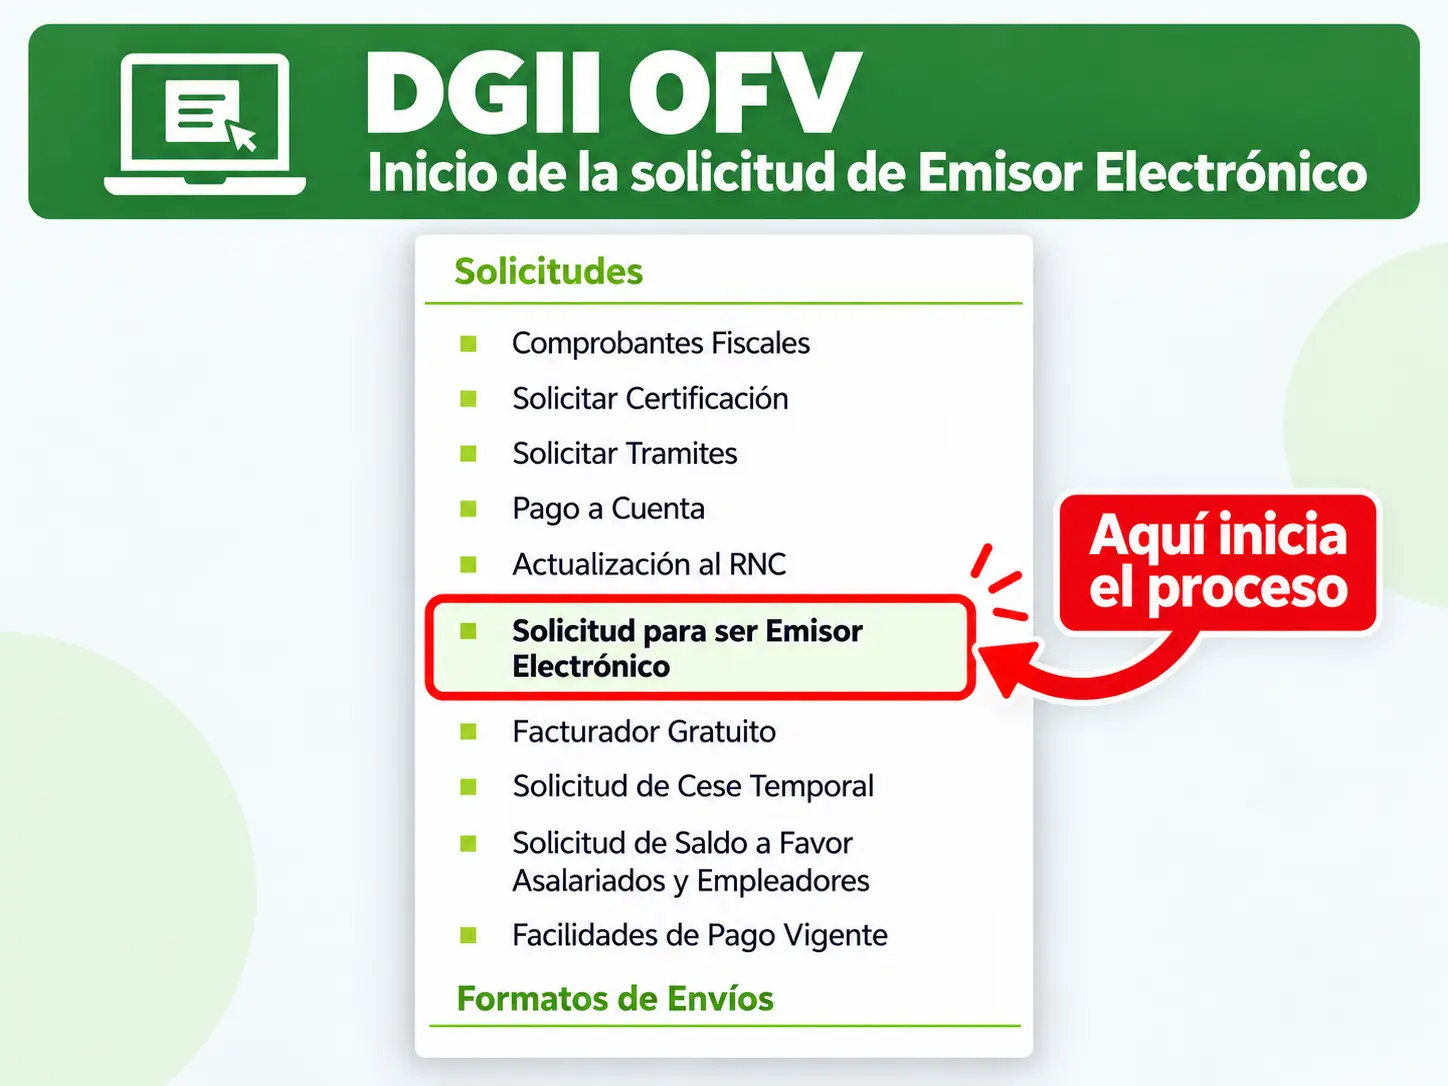 DGII OFV
Inicio de la solicitud de Emisor Electrónico
Solicitudes
Comprobantes Fiscales
Solicitar Certificación
Solicitar Tramites
Pago a Cuenta
Actualización al RNC
Solicitud para ser Emisor
Electrónico
Aquí inicia
el proceso
Facturador Gratuito
Solicitud de Cese Temporal
Solicitud de Saldo a Favor
Asalariados y Empleadores
Facilidades de Pago Vigente
Formatos de Envíos